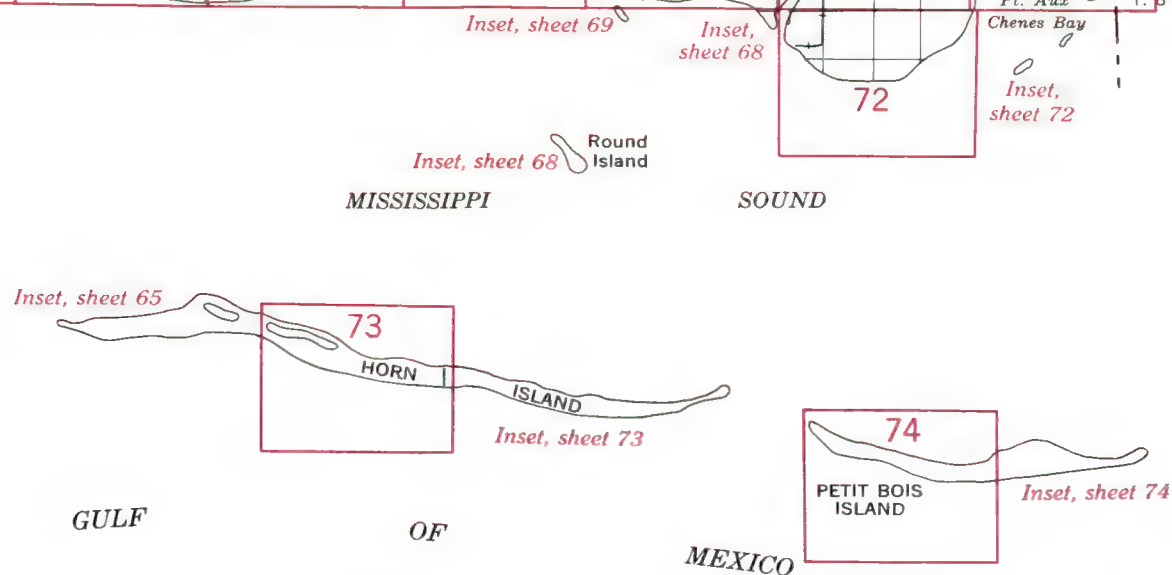 Pt. Aux
Chenes Bay
Inset, sheet 69
Inset,
sheet 68
72
Inset,
sheet 72
Round
Island
Inset, sheet 68
MISSISSIPPI SOUND
Inset, sheet 65
73
HORN ISLAND
Inset, sheet 73
74
PETIT BOIS
ISLAND
Inset, sheet 74
GULF OF MEXICO